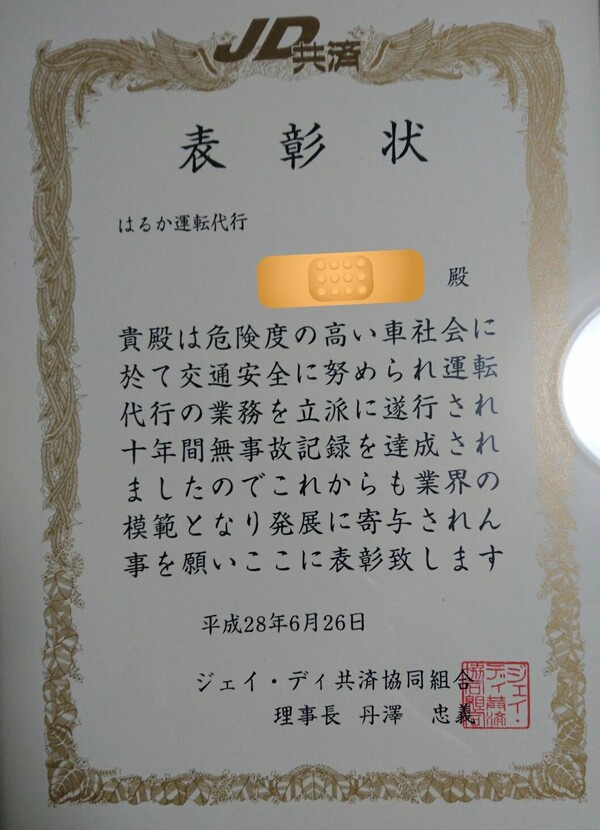 JD共済
表彰状
はるか運転代行
殿
貴殿は危険度の高い車社会に
於て交通安全に努められ運転
代行の業務を立派に遂行され
十年間無事故記録を達成され
ましたのでこれからも業界の
模範となり発展に寄与されん
事を願いここに表彰致します
平成28年6月26日
ジェイ・ディ共済協同組合
理事長 丹澤 忠義
ジェイ・
ディ共済